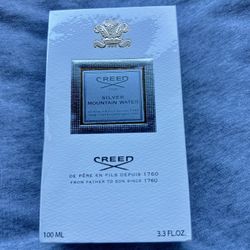 CREED
SILVER
MOUNTAIN WATER
CREED
DE PÈRE EN FILS DEPUIS 1760
FROM FATHER TO SON SINCE 1760
100 ML
3.3 FL.OZ.